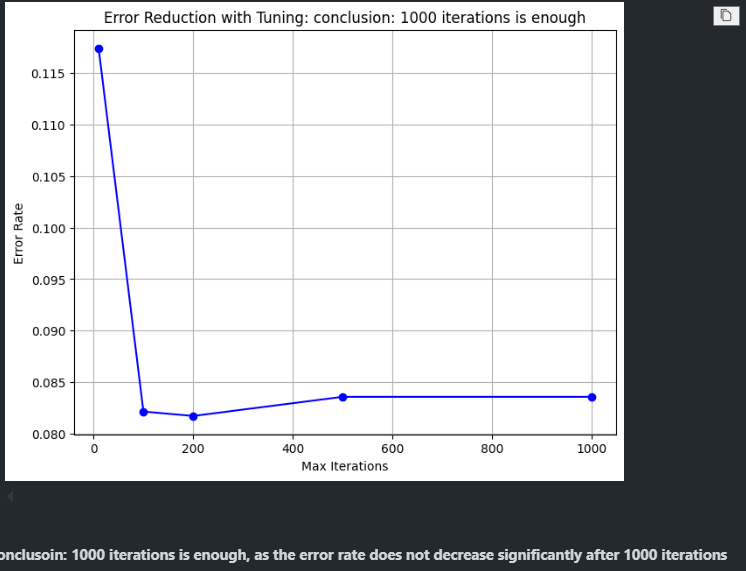 Error Reduction with Tuning: conclusion: 1000 iterations is enough
0.115
0.110
0.105
0.100
0.095
0.090
0.085
0.080
Error Rate
0 200 400 600 800 1000
Max Iterations
onclusoin: 1000 iterations is enough, as the error rate does not decrease significantly after 1000 iterations